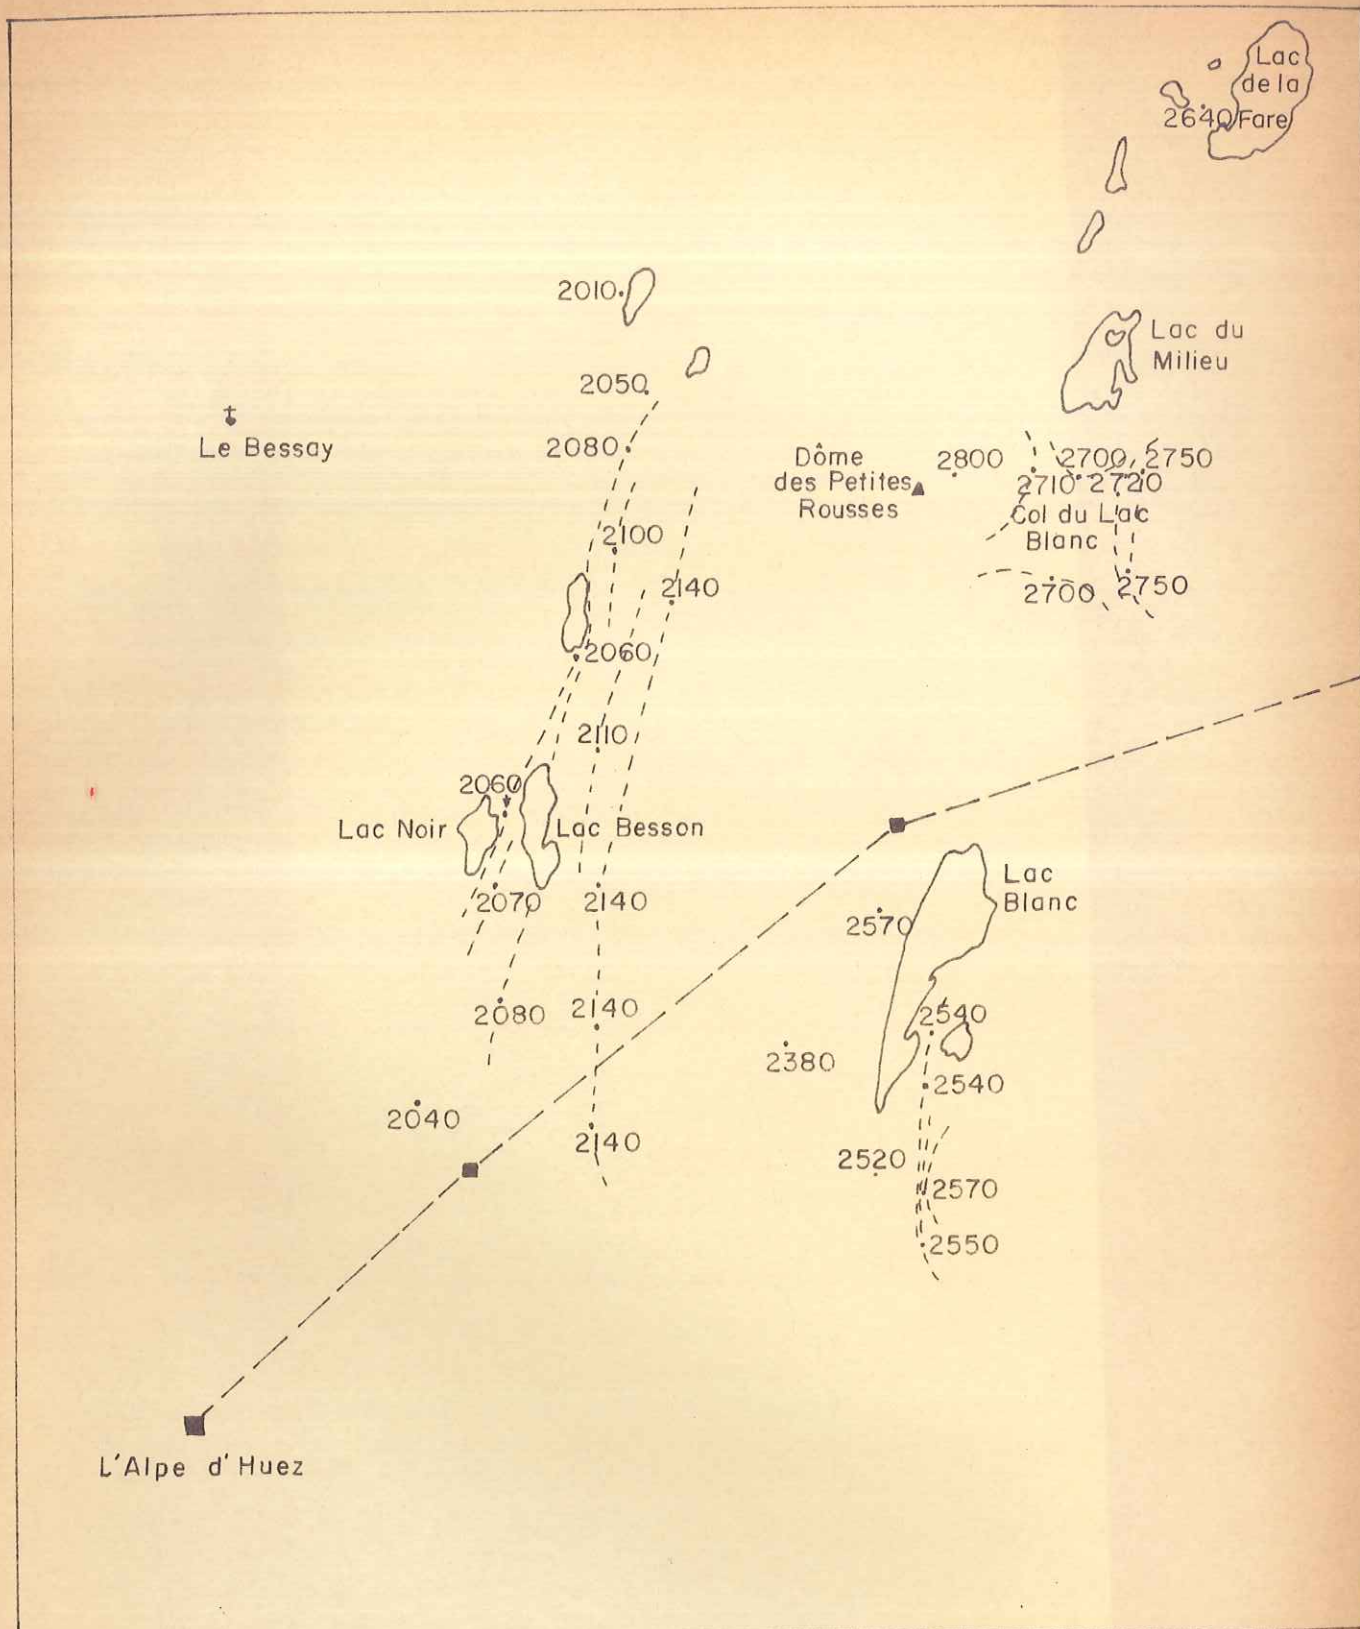 Lac
de la
2640 Fare
2010
Lac du
Milieu
2050
Le Bessay
2080
Dôme
des Petites
Rousses
2800
2700 2750
2710 2720
Col du Lac
Blanc
2100
2140
2700 2750
2060
2110
2060
Lac Noir
Lac Besson
Lac
Blanc
2070 2140
2570
2080 2140
2540
2380
2540
2040
2140
2520
2570
2550
L'Alpe d'Huez